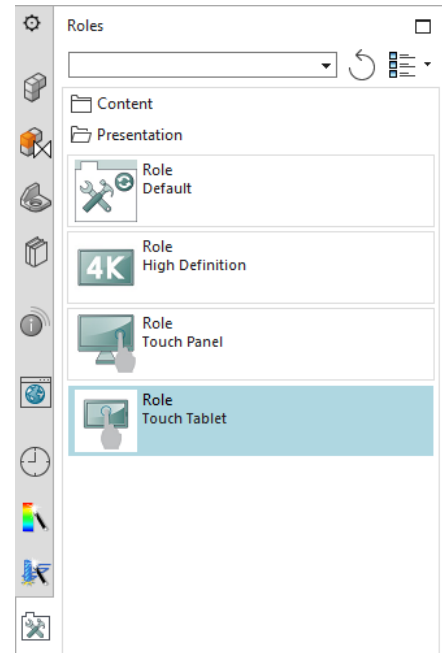 Roles
Content
Presentation
Role
Default
4K
Role
High Definition
Role
Touch Panel
Role
Touch Tablet